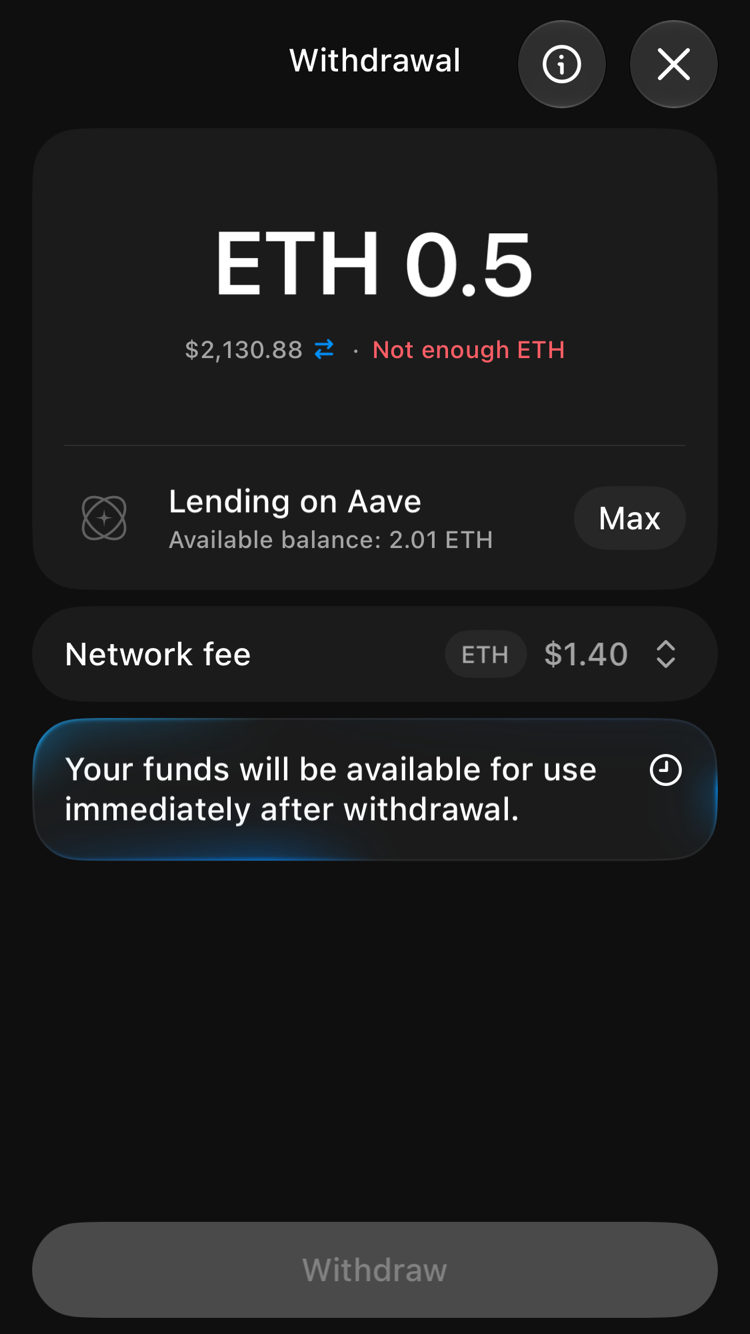 Withdrawal
ETH 0.5
$2,130.88 · Not enough ETH
Lending on Aave
Available balance: 2.01 ETH
Max
Network fee ETH $1.40
Your funds will be available for use
immediately after withdrawal.
Withdraw